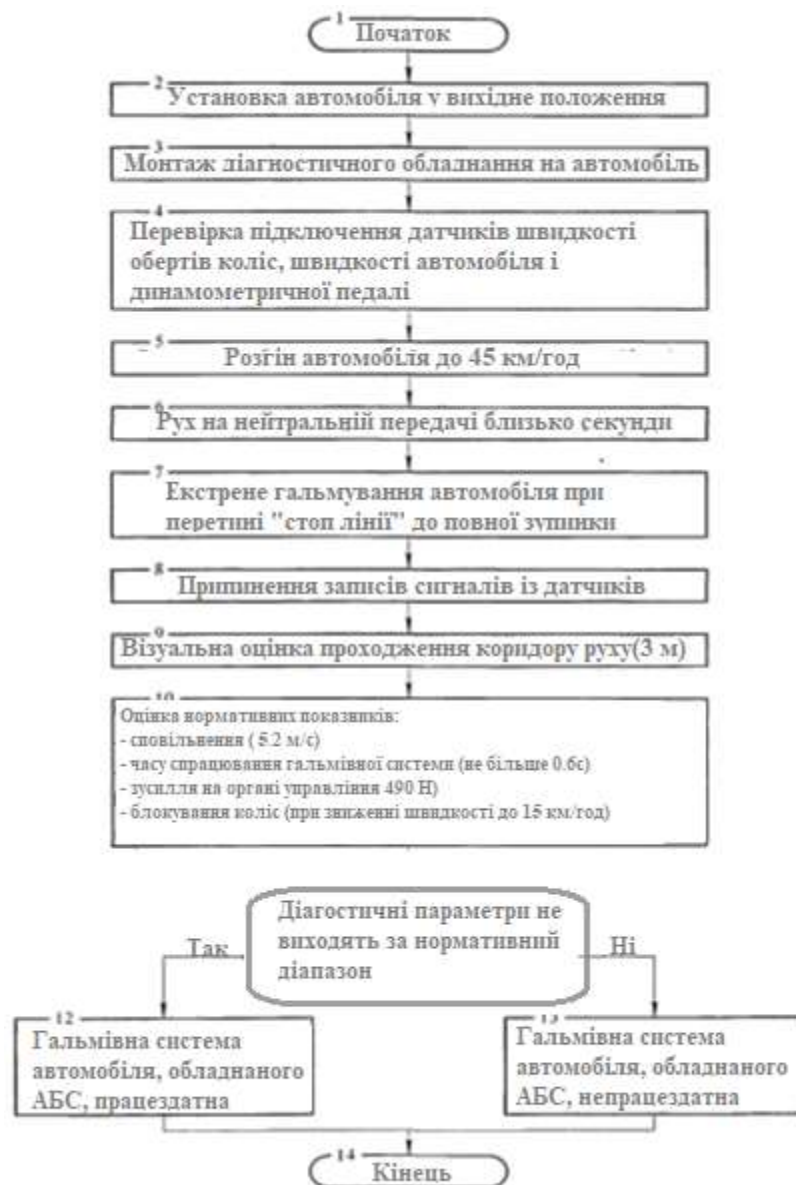 1
Початок
2
Установка автомобіля у вихідне положення
3
Монтаж діагностичного обладнання на автомобіль
4
Перевірка підключення датчиків швидкості
обертів коліс, швидкості автомобіля і
динамометричної педалі
5
Розгін автомобіля до 45 км/год
6
Рух на нейтральній передачі близько секунди
7
Екстрене гальмування автомобіля при
перетині "стоп лінії" до повної зупинки
8
Припинення записів сигналів із датчиків
9
Візуальна оцінка проходження коридору руху(3 м)
10
Оцінка нормативних показників:
- сповільнення ( 5.2 м/с)
- часу спрацювання гальмівної системи (не більше 0.6с)
- зусилля на органі управління 490 Н)
- блокування коліс (при зниженні швидкості до 15 км/год)
Діагостичні параметри не
виходять за нормативний
діапазон
Так
Ні
12
Гальмівна система
автомобіля, обладнаного
АБС, працездатна
13
Гальмівна система
автомобіля, обладнаного
АБС, непрацездатна
14
Кінець